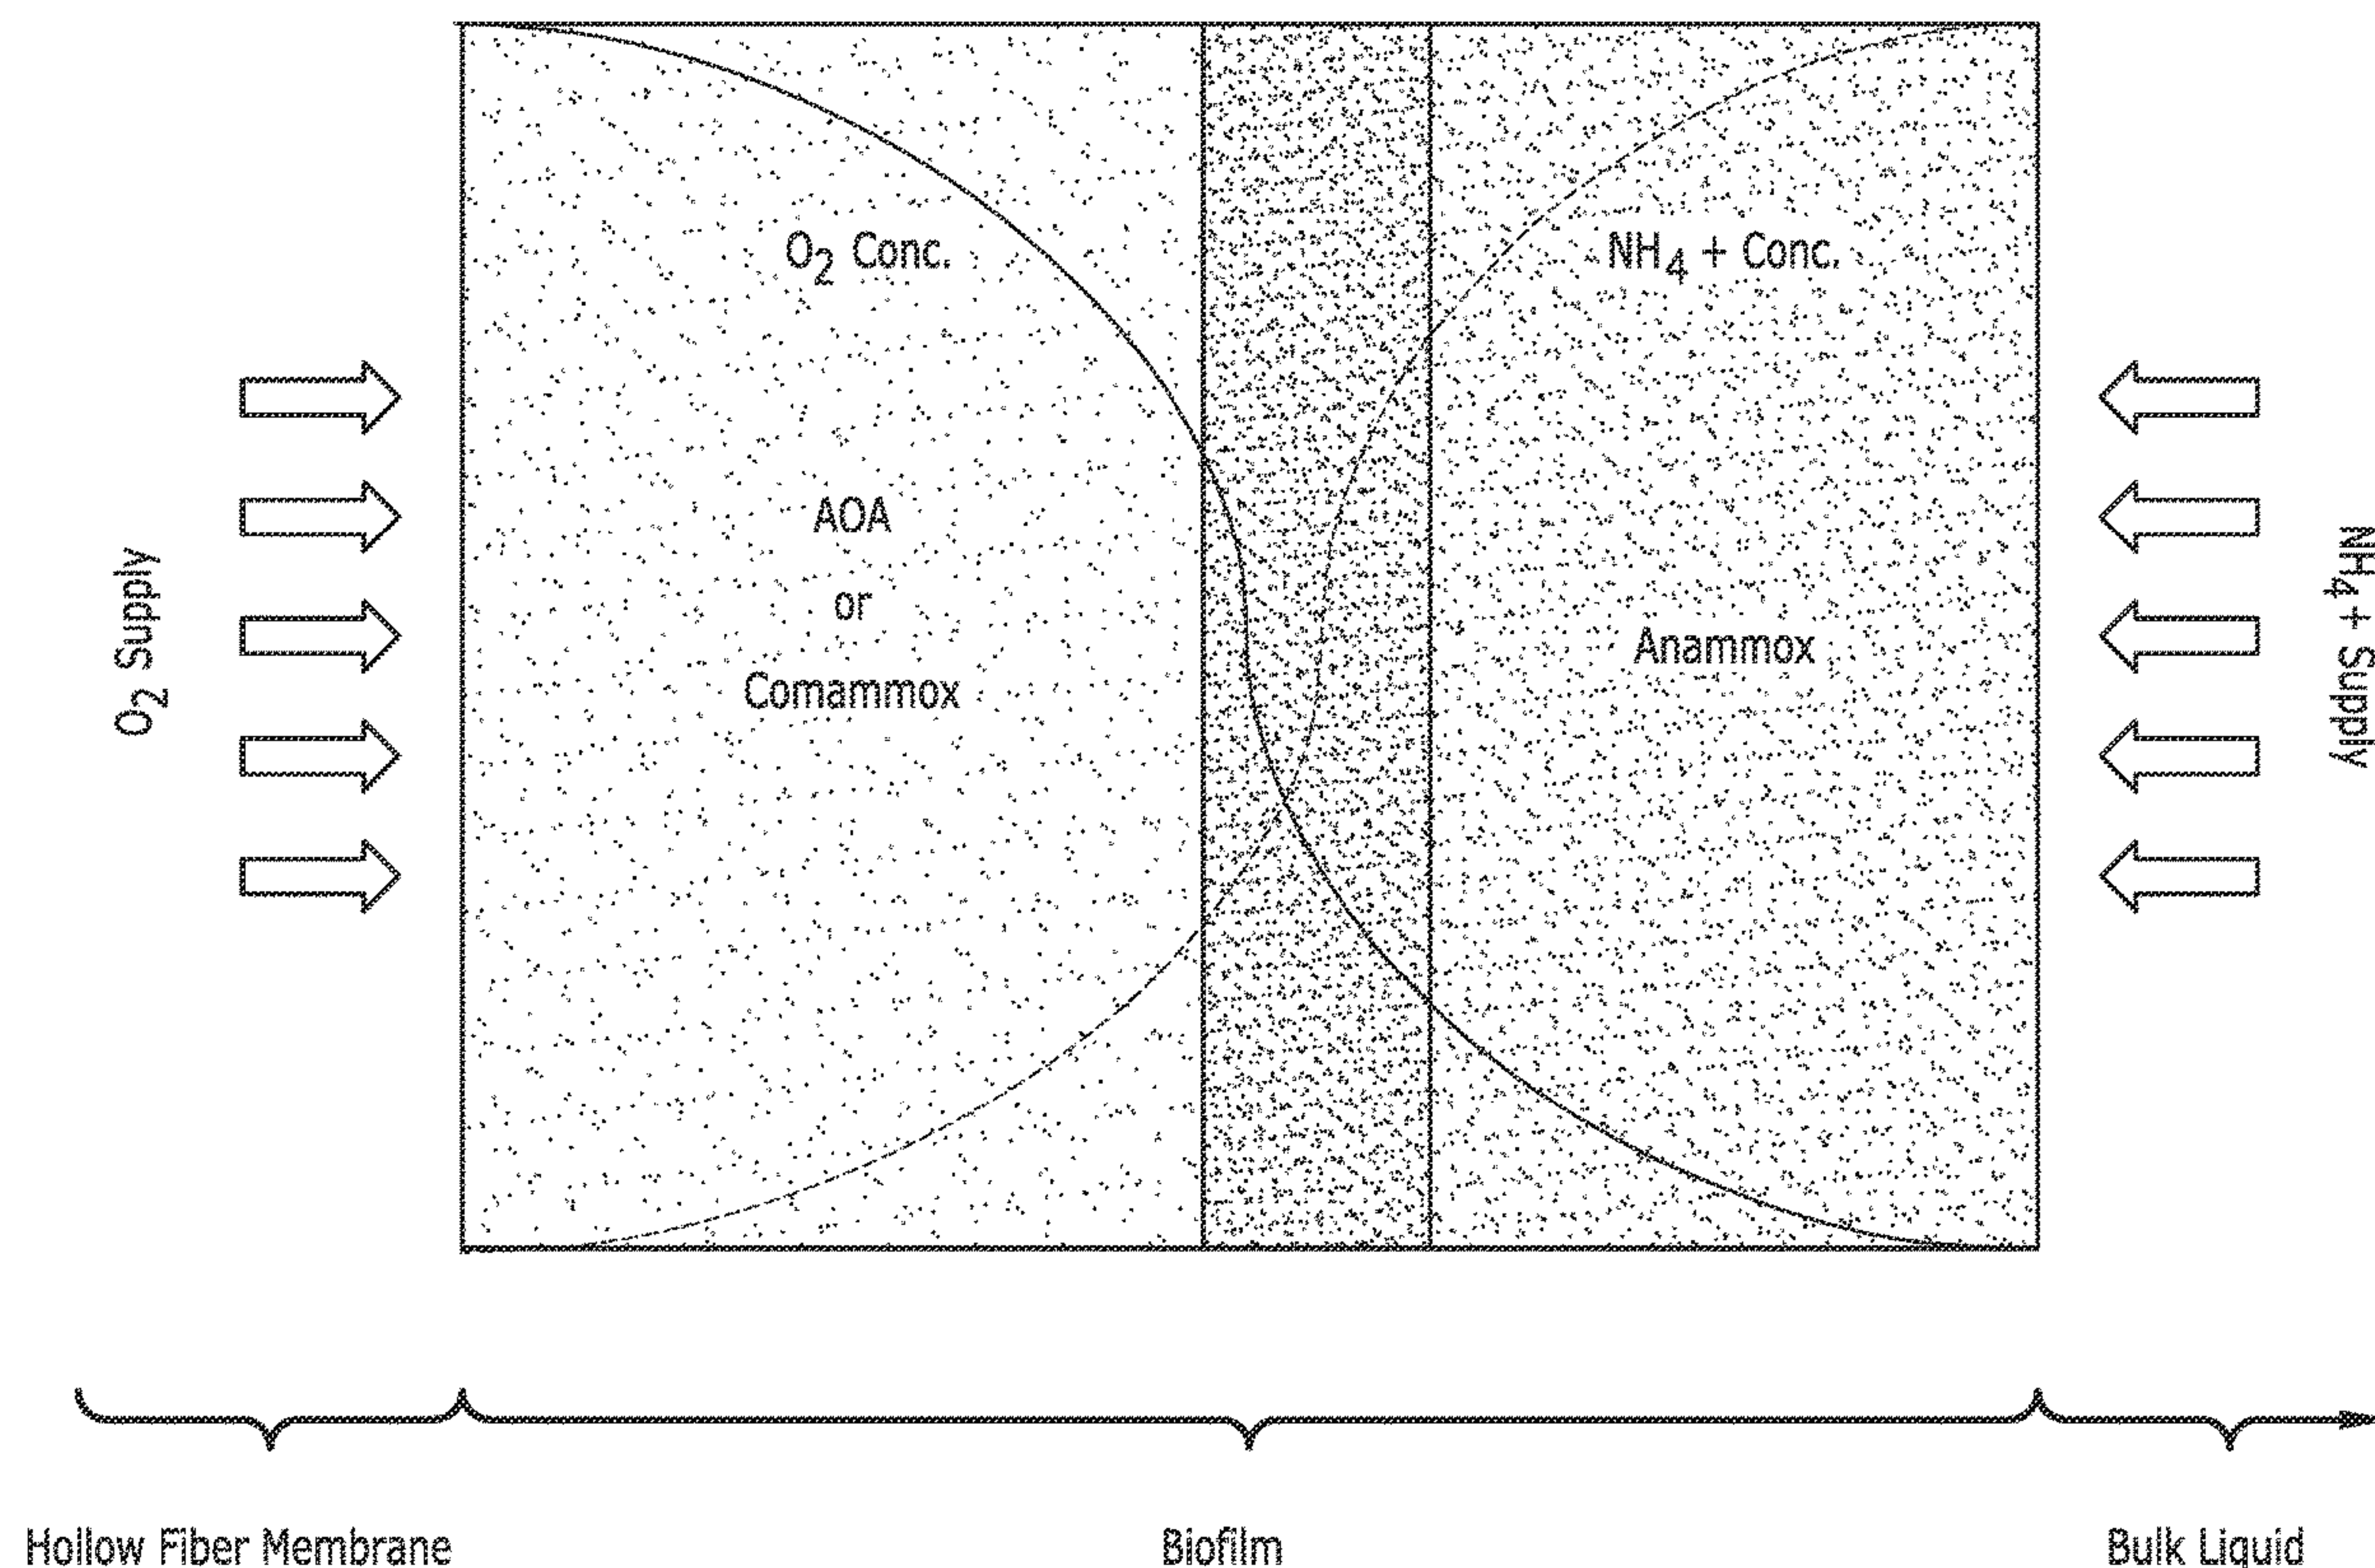 O2 Conc.
NH4 + Conc.
AOA
or
Comammox
Anammox
O2 Supply
NH4 + Supply
Hollow Fiber Membrane
Biofilm
Bulk Liquid